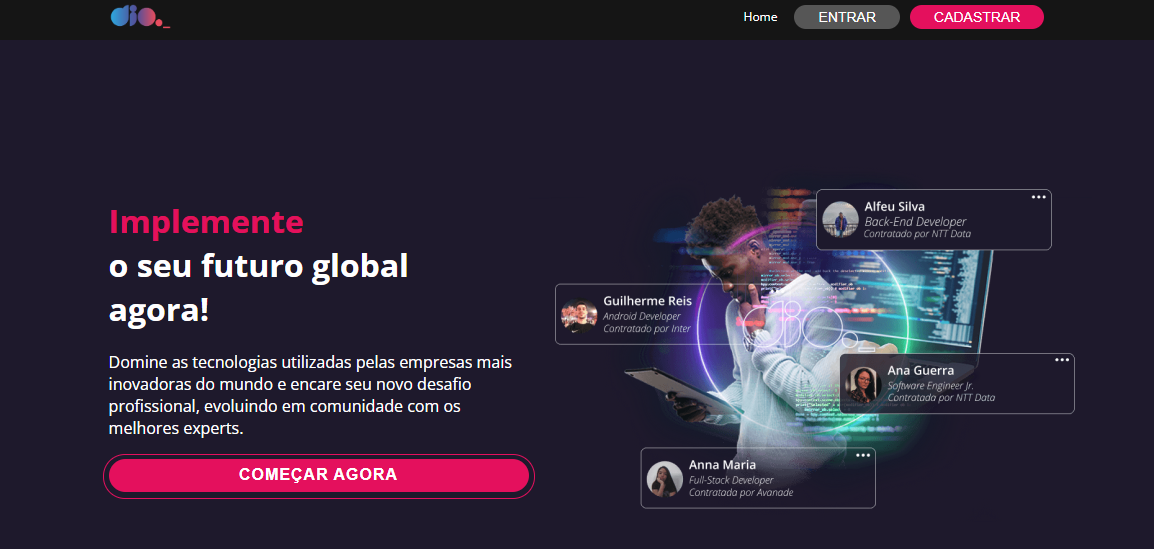 dio._
Home
ENTRAR
CADASTRAR
Implemente
o seu futuro global
agora!
Domine as tecnologias utilizadas pelas empresas mais
inovadoras do mundo e encare seu novo desafio
profissional, evoluindo em comunidade com os
melhores experts.
COMEÇAR AGORA
Alfeu Silva
Back-End Developer
Contratado por NTT Data
Guilherme Reis
Android Developer
Contratado por Inter
dio._
Ana Guerra
Software Engineer Jr.
Contratada por NTT Data
Anna Maria
Full-Stack Developer
Contratada por Avanade